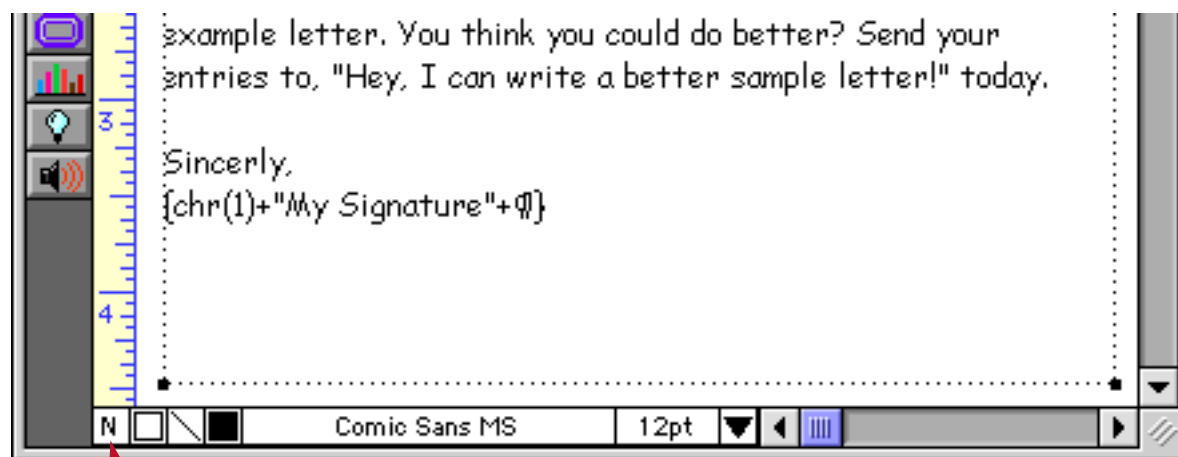 example letter. You think you could do better? Send your
entries to, "Hey, I can write a better sample letter!" today.
3
Sincerly,
{chr(1)+"My Signature"+¶}
4
N Comic Sans MS 12pt